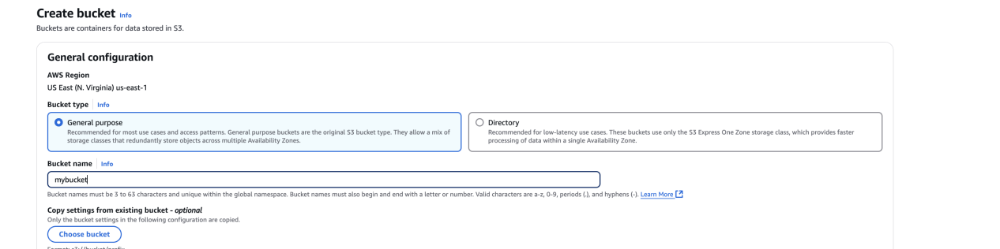 Create bucket Info
Buckets are containers for data stored in S3.
General configuration
AWS Region
US East (N. Virginia) us-east-1
Bucket type Info
General purpose
Recommended for most use cases and access patterns. General purpose buckets are the original S3 bucket type. They allow a mix of
storage classes that redundantly store objects across multiple Availability Zones.
Directory
Recommended for low-latency use cases. These buckets use only the S3 Express One Zone storage class, which provides faster
processing of data within a single Availability Zone.
Bucket name Info
mybucket
Bucket names must be 3 to 63 characters and unique within the global namespace. Bucket names must also begin and end with a letter or number. Valid characters are a-z, 0-9, periods (.), and hyphens (-). Learn More
Copy settings from existing bucket - optional
Only the bucket settings in the following configuration are copied.
Choose bucket
Format: s3://bucket/prefix